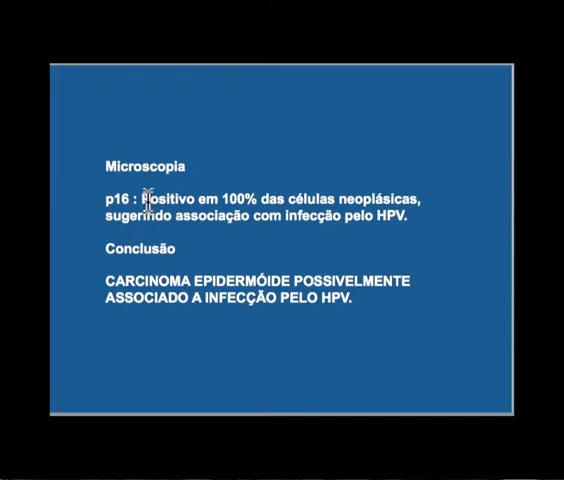 Microscopia
p16 : Positivo em 100% das células neoplásicas,
sugerindo associação com infecção pelo HPV.
Conclusão
CARCINOMA EPIDERMÓIDE POSSIVELMENTE
ASSOCIADO A INFECÇÃO PELO HPV.